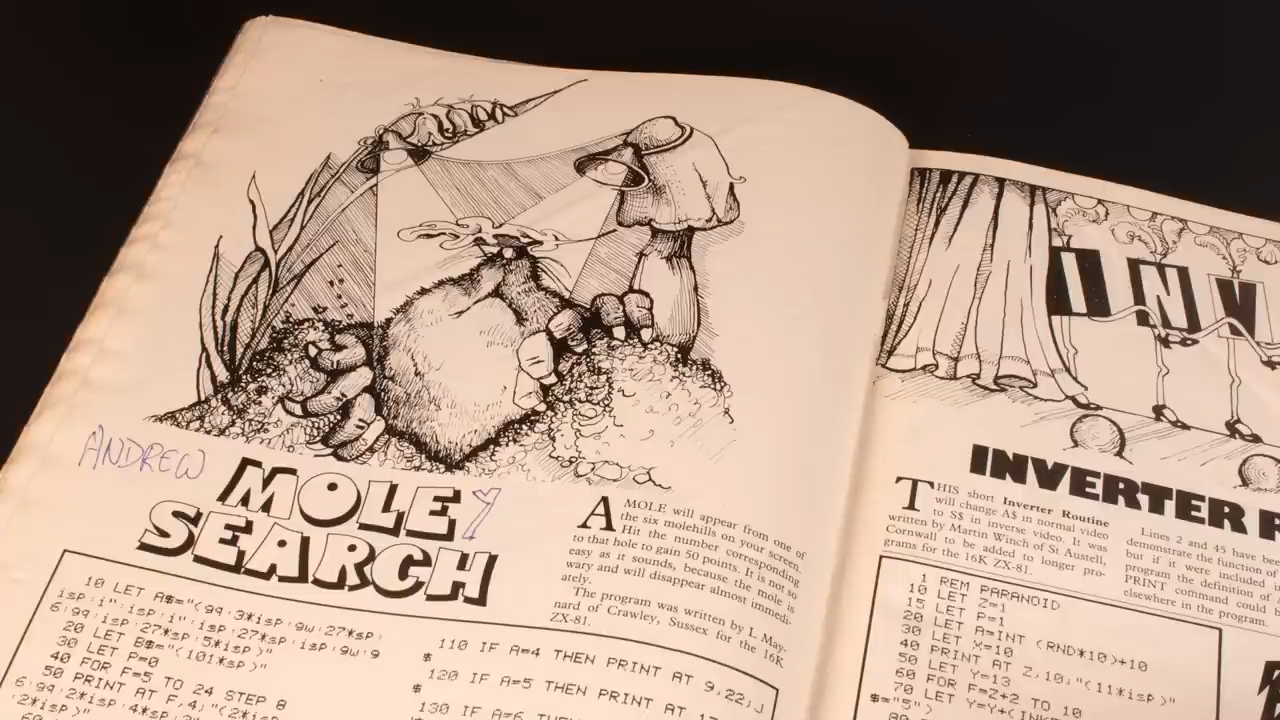 ANDREW
MOLEY
SEARCH
A MOLE will appear from one of
the six molehills on your screen.
Hit the number corresponding
to that hole to gain 50 points. It is not so
easy as it sounds, because the mole is
wary and will disappear almost immedi-
ately.
The program was written by L May-
nard of Crawley, Sussex for the 16K
ZX-81.
10 LET A$="(gg:3*isp:gw:27*sp:
isp:i":isp:i":isp:27*sp:isp:gw:9
6:gg:isp:27*sp:5*isp)"
20 LET B$="(101*sp)"
30 LET P=0
40 FOR F=5 TO 24 STEP 8
50 PRINT AT F,4;"(2*isp
110 IF A=4 THEN PRINT AT 9,22;J
$
120 IF A=5 THEN PRINT AT
$
130 IF A=6
INV
INVERTER
THIS short Inverter Routine
will change A$ in normal video
to S$ in inverse video. It was
written by Martin Winch of St Austell,
Cornwall to be added to longer pro-
grams for the 16K ZX-81.
Lines 2 and 45 have
demonstrate the function of
but if it were included
program the definition of
PRINT command could
elsewhere in the program.
1 REM PARANOID
10 LET Z=1
15 LET P=1
20 LET A=INT (RND*10)+10
30 LET X=10
40 PRINT AT Z,10;"(11*isp)"
50 LET Y=13
60 FOR F=Z+2 TO 10
70 LET Y=Y+(INK
$="5")